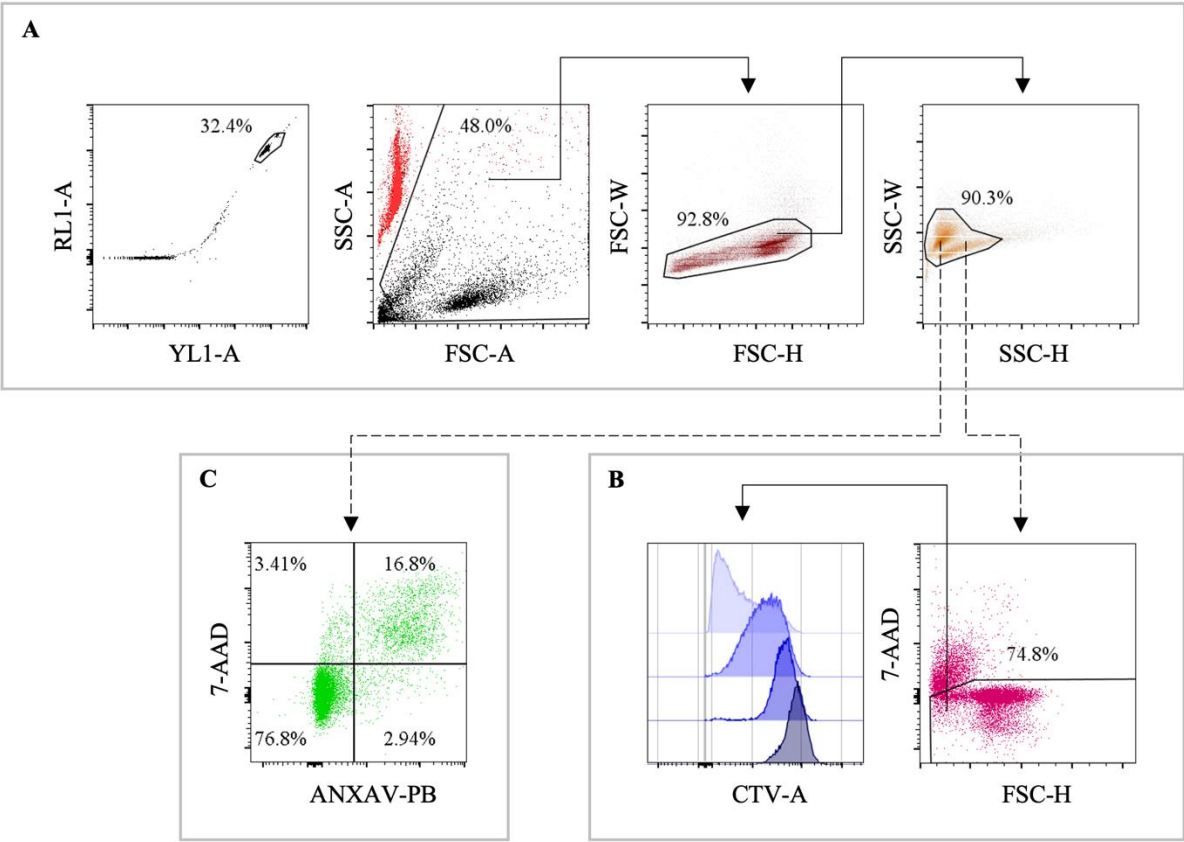 A
32.4%
RL1-A
YL1-A
48.0%
SSC-A
FSC-A
92.8%
FSC-W
FSC-H
90.3%
SSC-W
SSC-H
C
3.41%
16.8%
7-AAD
76.8%
2.94%
ANXAV-PB
B
CTV-A
7-AAD
74.8%
FSC-H